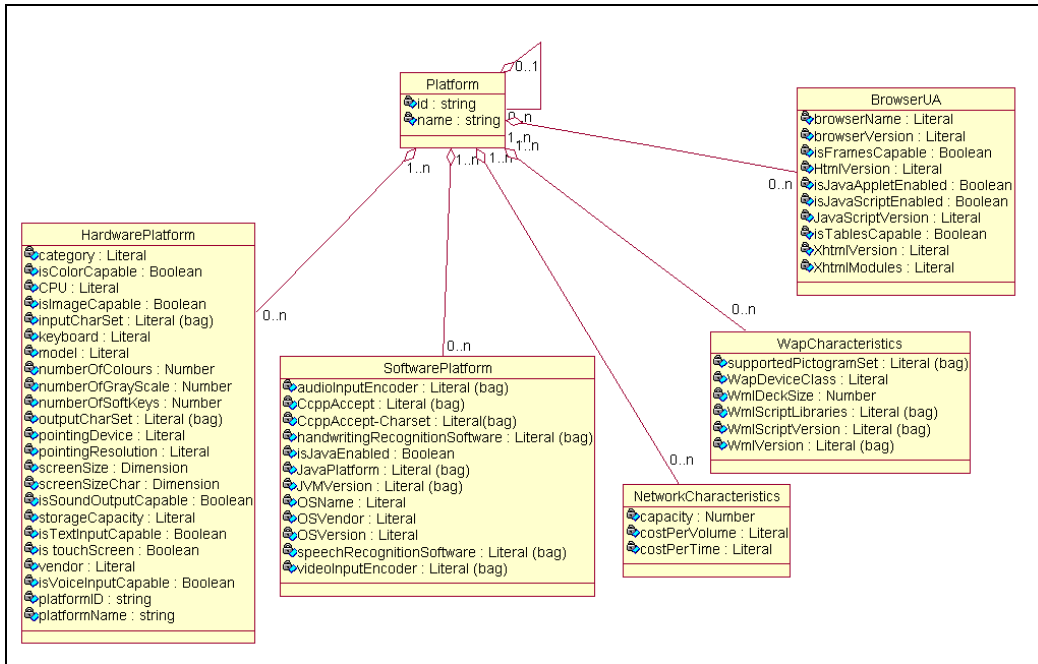 Platform
id : string
name : string
0..1
0..n
1..n
1..n
1..n
1..n
1..n
BrowserUA
browserName : Literal
browserVersion : Literal
isFramesCapable : Boolean
HtmlVersion : Literal
isJavaAppletEnabled : Boolean
isJavaScriptEnabled : Boolean
JavaScriptVersion : Literal
isTablesCapable : Boolean
XhtmlVersion : Literal
XhtmlModules : Literal
0..n
HardwarePlatform
category : Literal
isColorCapable : Boolean
CPU : Literal
isImageCapable : Boolean
inputCharSet : Literal (bag)
keyboard : Literal
model : Literal
numberOfColours : Number
numberOfGrayScale : Number
numberOfSoftKeys : Number
outputCharSet : Literal (bag)
pointingDevice : Literal
pointingResolution : Literal
screenSize : Dimension
screenSizeChar : Dimension
isSoundOutputCapable : Boolean
storageCapacity : Literal
isTextInputCapable : Boolean
is touchScreen : Boolean
vendor : Literal
isVoiceInputCapable : Boolean
platformID : string
platformName : string
0..n
SoftwarePlatform
audioInputEncoder : Literal (bag)
CcppAccept : Literal (bag)
CcppAccept-Charset : Literal(bag)
handwritingRecognitionSoftware : Literal (bag)
isJavaEnabled : Boolean
JavaPlatform : Literal (bag)
JVMVersion : Literal (bag)
OSName : Literal
OSVendor : Literal
OSVersion : Literal
speechRecognitionSoftware : Literal (bag)
videoInputEncoder : Literal (bag)
0..n
WapCharacteristics
supportedPictogramSet : Literal (bag)
WapDeviceClass : Literal
WmlDeckSize : Number
WmlScriptLibraries : Literal (bag)
WmlScriptVersion : Literal (bag)
WmlVersion : Literal (bag)
0..n
NetworkCharacteristics
capacity : Number
costPerVolume : Literal
costPerTime : Literal
0..n